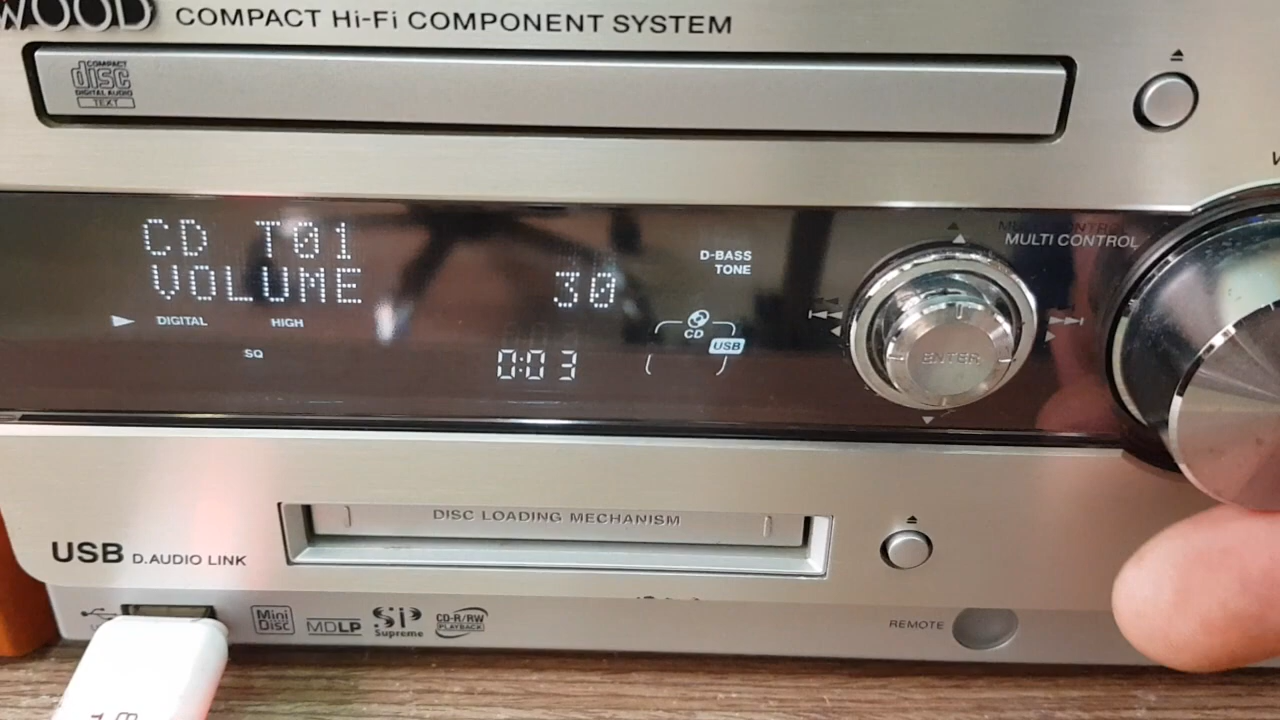 WOOD COMPACT Hi-Fi COMPONENT SYSTEM
COMPACT
disc
DIGITAL AUDIO
TEXT
CD T01
VOLUME 30
D-BASS
TONE
DIGITAL HIGH
SQ
0:03
CD
USB
MULTI CONTROL
ENTER
DISC LOADING MECHANISM
USB D.AUDIO LINK
Mini
Disc
MDLP
Supreme
CD-R/RW
PLAYBACK
REMOTE